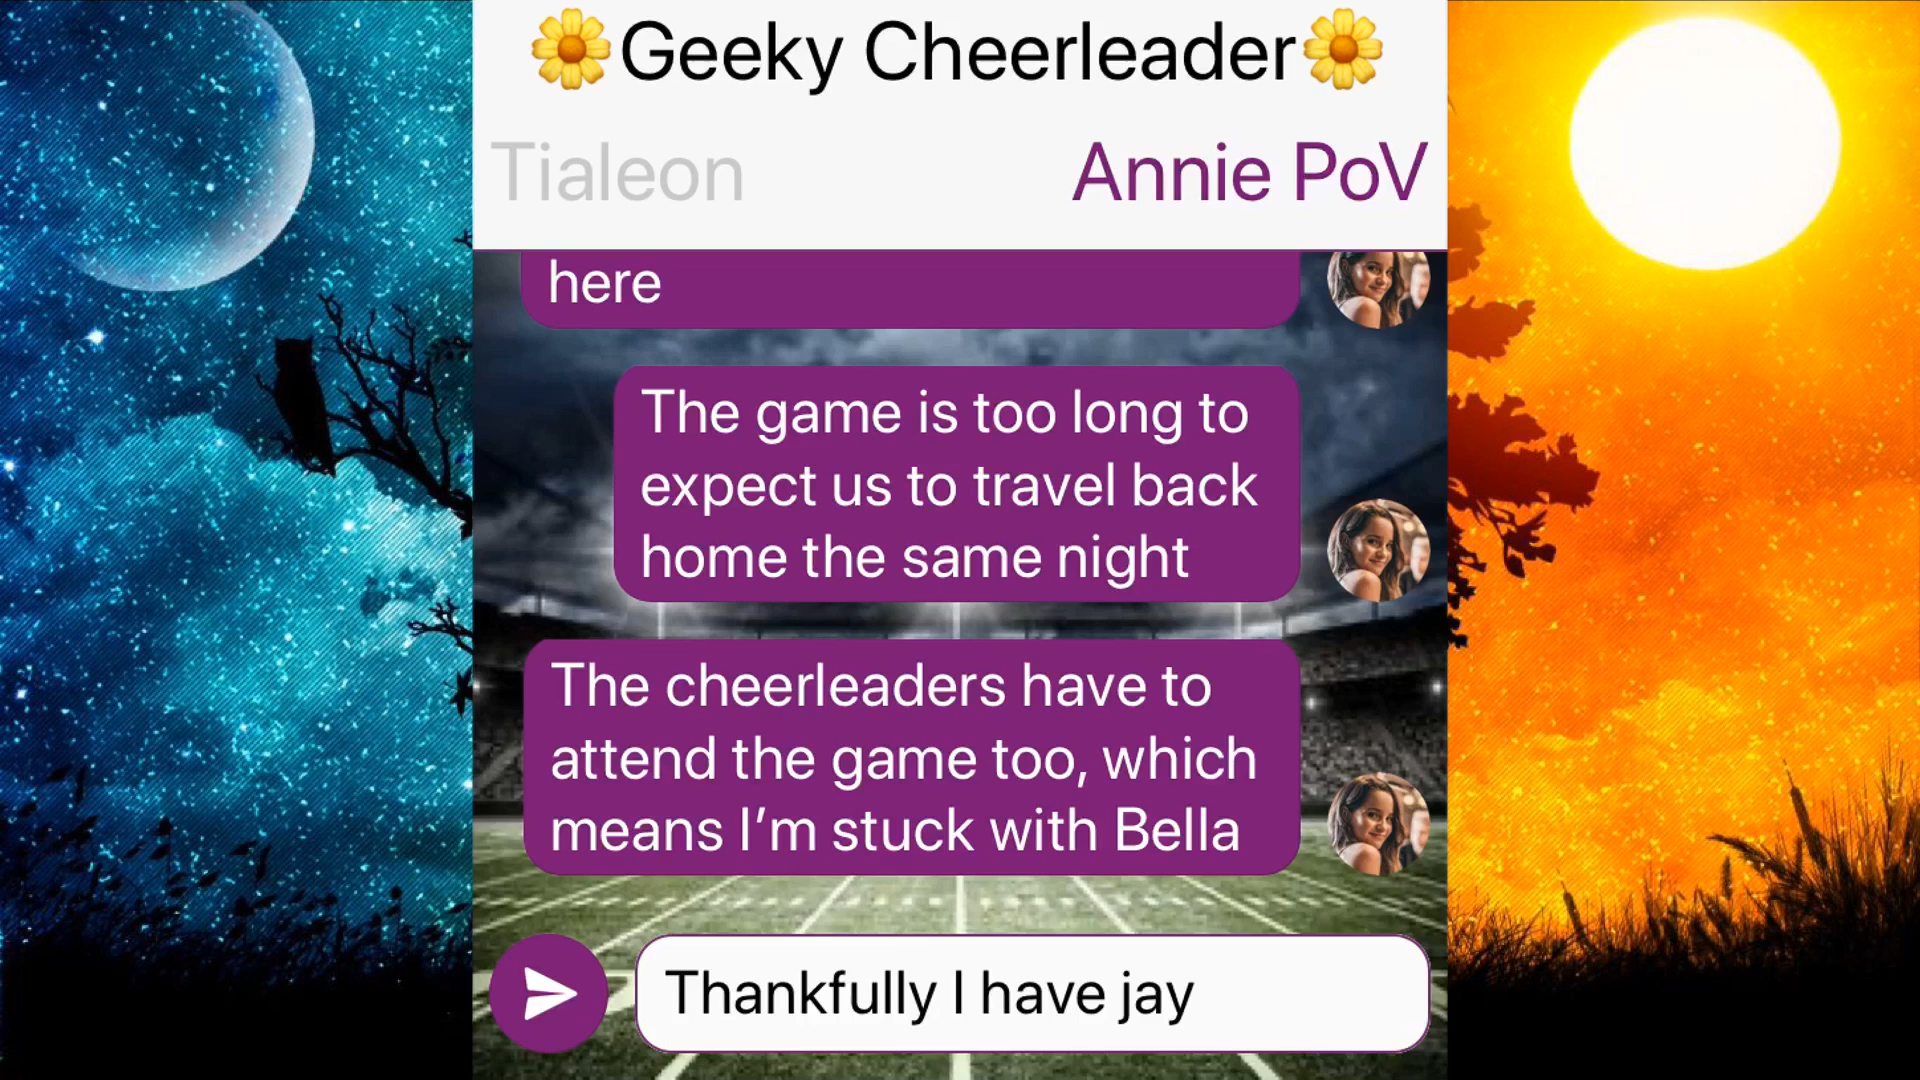 🌼Geeky Cheerleader🌼
Tialeon
Annie PoV
here
The game is too long to
expect us to travel back
home the same night
The cheerleaders have to
attend the game too, which
means I’m stuck with Bella
Thankfully I have jay